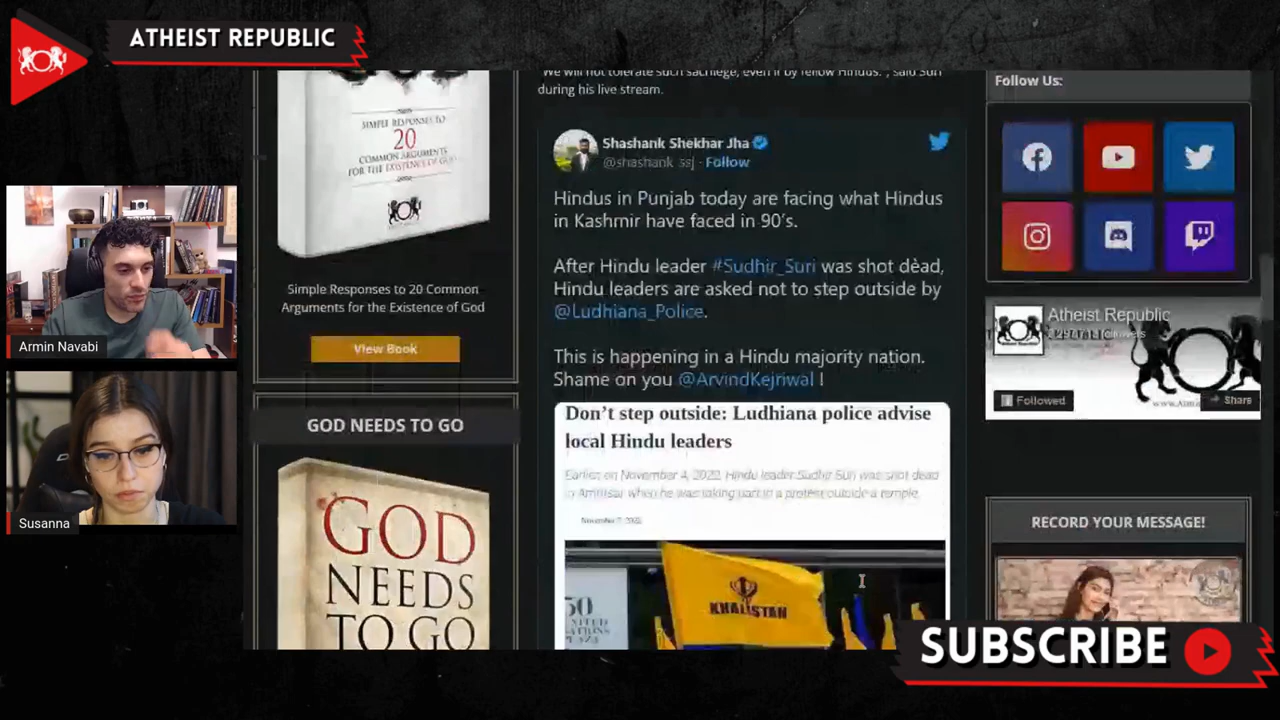 ATHEIST REPUBLIC
"We will not tolerate such sacrilege, even if by fellow Hindus.", said Suri
during his live stream.
Follow Us:
SIMPLE RESPONSES TO
20
COMMON ARGUMENTS
FOR THE EXISTENCE OF GOD
Simple Responses to 20 Common
Arguments for the Existence of God
View Book
GOD NEEDS TO GO
GOD
NEEDS
TO GO
Shashank Shekhar Jha
@shashank_ssj · Follow
Hindus in Punjab today are facing what Hindus
in Kashmir have faced in 90's.
After Hindu leader #Sudhir_Suri was shot dead,
Hindu leaders are asked not to step outside by
@Ludhiana_Police.
This is happening in a Hindu majority nation.
Shame on you @ArvindKejriwal !
Don't step outside: Ludhiana police advise
local Hindu leaders
Earlier on November 4, 2022, Hindu leader Sudhir Suri was shot dead
in Amritsar when he was taking part in a protest outside a temple.
KHALISTAN
Atheist Republic
followers
Followed
Share
RECORD YOUR MESSAGE!
Armin Navabi
Susanna
SUBSCRIBE